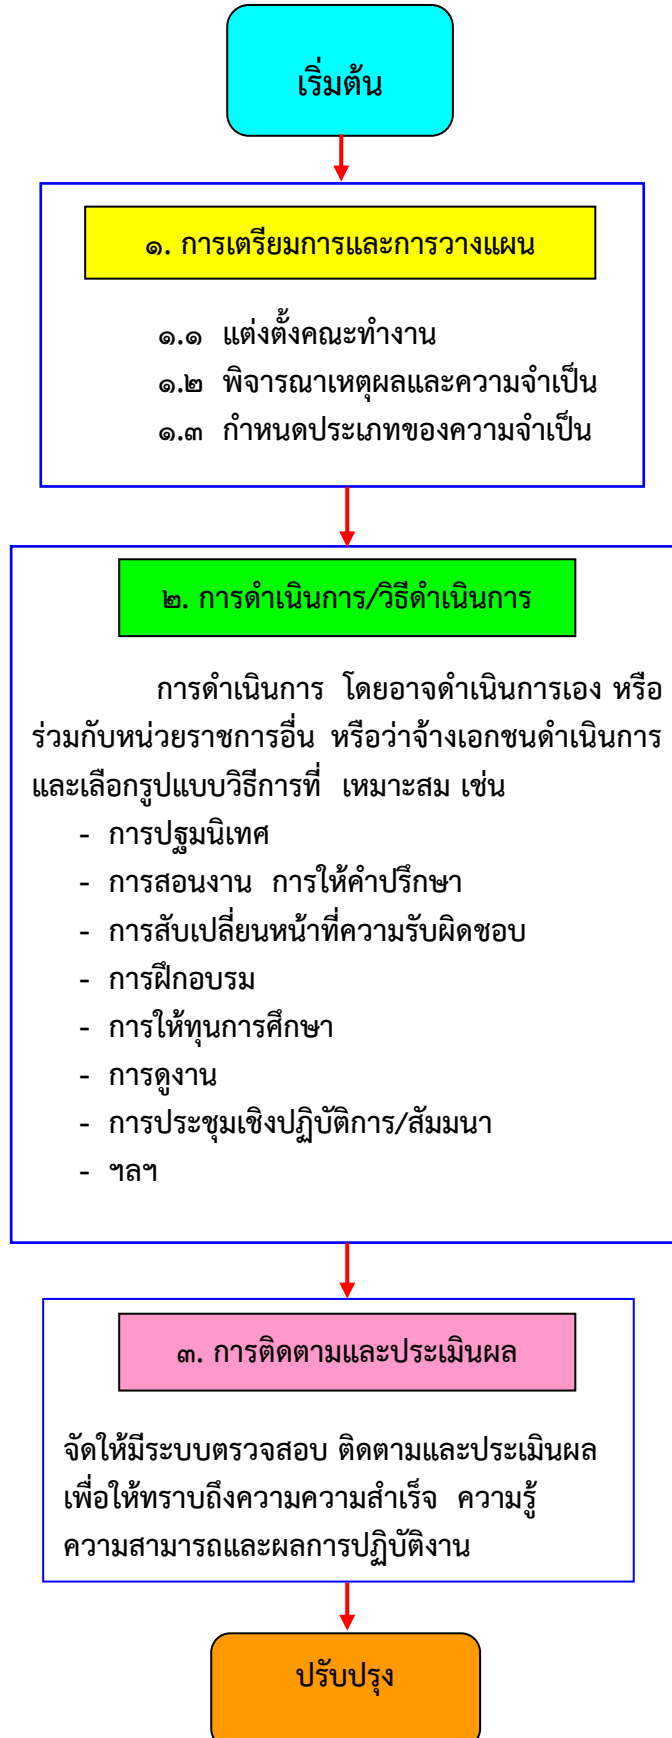 เริ่มต้น
๑. การเตรียมการและการวางแผน
๑.๑ แต่งตั้งคณะทำงาน
๑.๒ พิจารณาเหตุผลและความจำเป็น
๑.๓ กำหนดประเภทของความจำเป็น
๒. การดำเนินการ/วิธีดำเนินการ
การดำเนินการ โดยอาจดำเนินการเอง หรือ
ร่วมกับหน่วยราชการอื่น หรือว่าจ้างเอกชนดำเนินการ
และเลือกรูปแบบวิธีการที่ เหมาะสม เช่น
- การปฐมนิเทศ
- การสอนงาน การให้คำปรึกษา
- การสับเปลี่ยนหน้าที่ความรับผิดชอบ
- การฝึกอบรม
- การให้ทุนการศึกษา
- การดูงาน
- การประชุมเชิงปฏิบัติการ/สัมมนา
- ฯลฯ
๓. การติดตามและประเมินผล
จัดให้มีระบบตรวจสอบ ติดตามและประเมินผล
เพื่อให้ทราบถึงความความสำเร็จ ความรู้
ความสามารถและผลการปฏิบัติงาน
ปรับปรุง